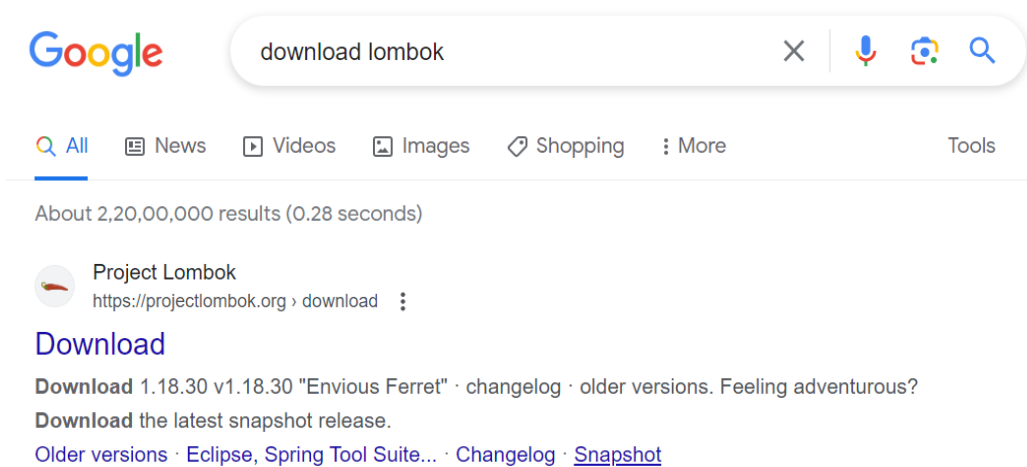 Google
download lombok
All News Videos Images Shopping More Tools
About 2,20,00,000 results (0.28 seconds)
Project Lombok
https://projectlombok.org › download
Download
Download 1.18.30 v1.18.30 "Envious Ferret" · changelog · older versions. Feeling adventurous?
Download the latest snapshot release.
Older versions · Eclipse, Spring Tool Suite... · Changelog · Snapshot